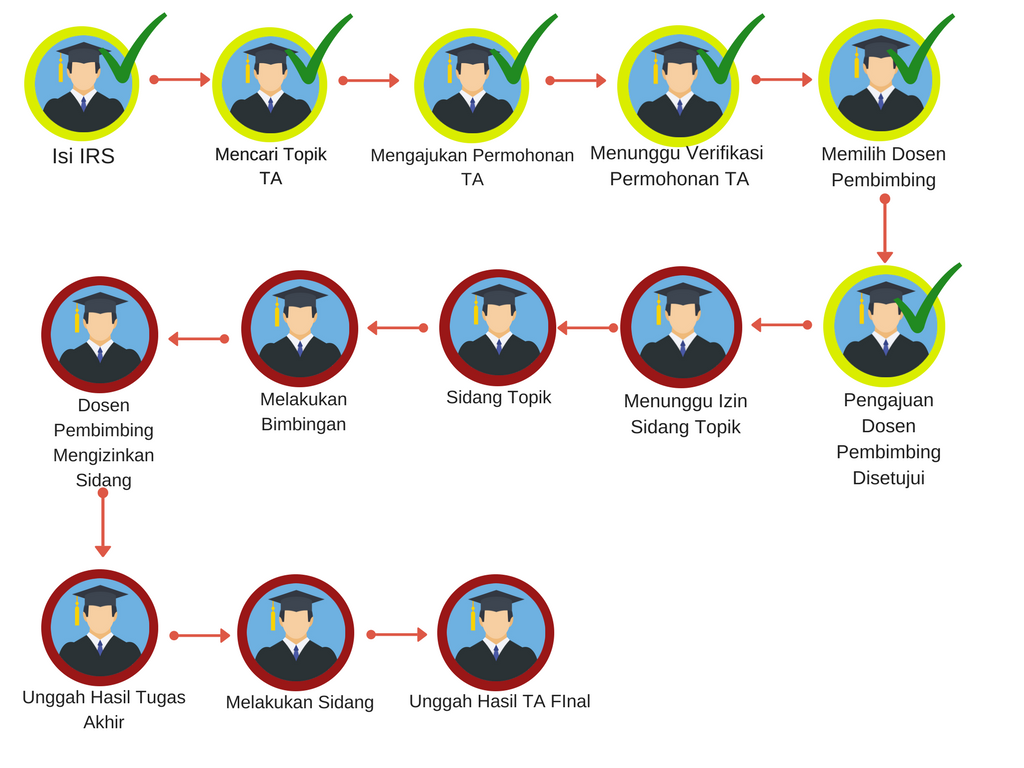 Isi IRS
Mencari Topik
TA
Mengajukan Permohonan
TA
Menunggu Verifikasi
Permohonan TA
Memilih Dosen
Pembimbing
Pengajuan
Dosen
Pembimbing
Disetujui
Menunggu Izin
Sidang Topik
Sidang Topik
Melakukan
Bimbingan
Dosen
Pembimbing
Mengizinkan
Sidang
Unggah Hasil Tugas
Akhir
Melakukan Sidang
Unggah Hasil TA FInal